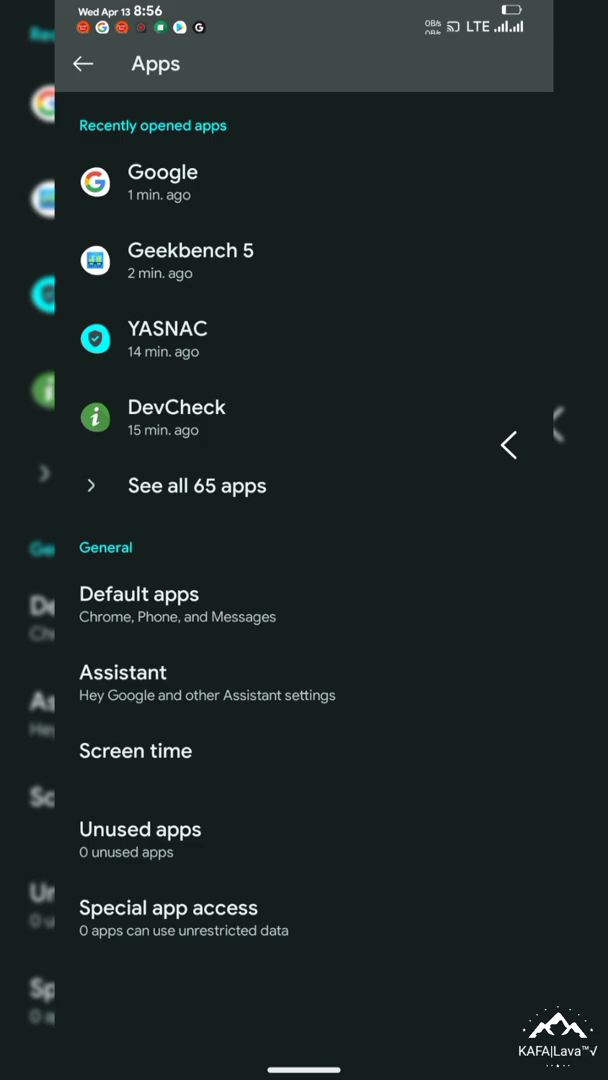 Wed Apr 13 8:56
0B/s
0B/s
LTE
Apps
Recently opened apps
Google
1 min. ago
Geekbench 5
2 min. ago
YASNAC
14 min. ago
DevCheck
15 min. ago
See all 65 apps
General
Default apps
Chrome, Phone, and Messages
Assistant
Hey Google and other Assistant settings
Screen time
Unused apps
0 unused apps
Special app access
0 apps can use unrestricted data
KAFA|Lava™√